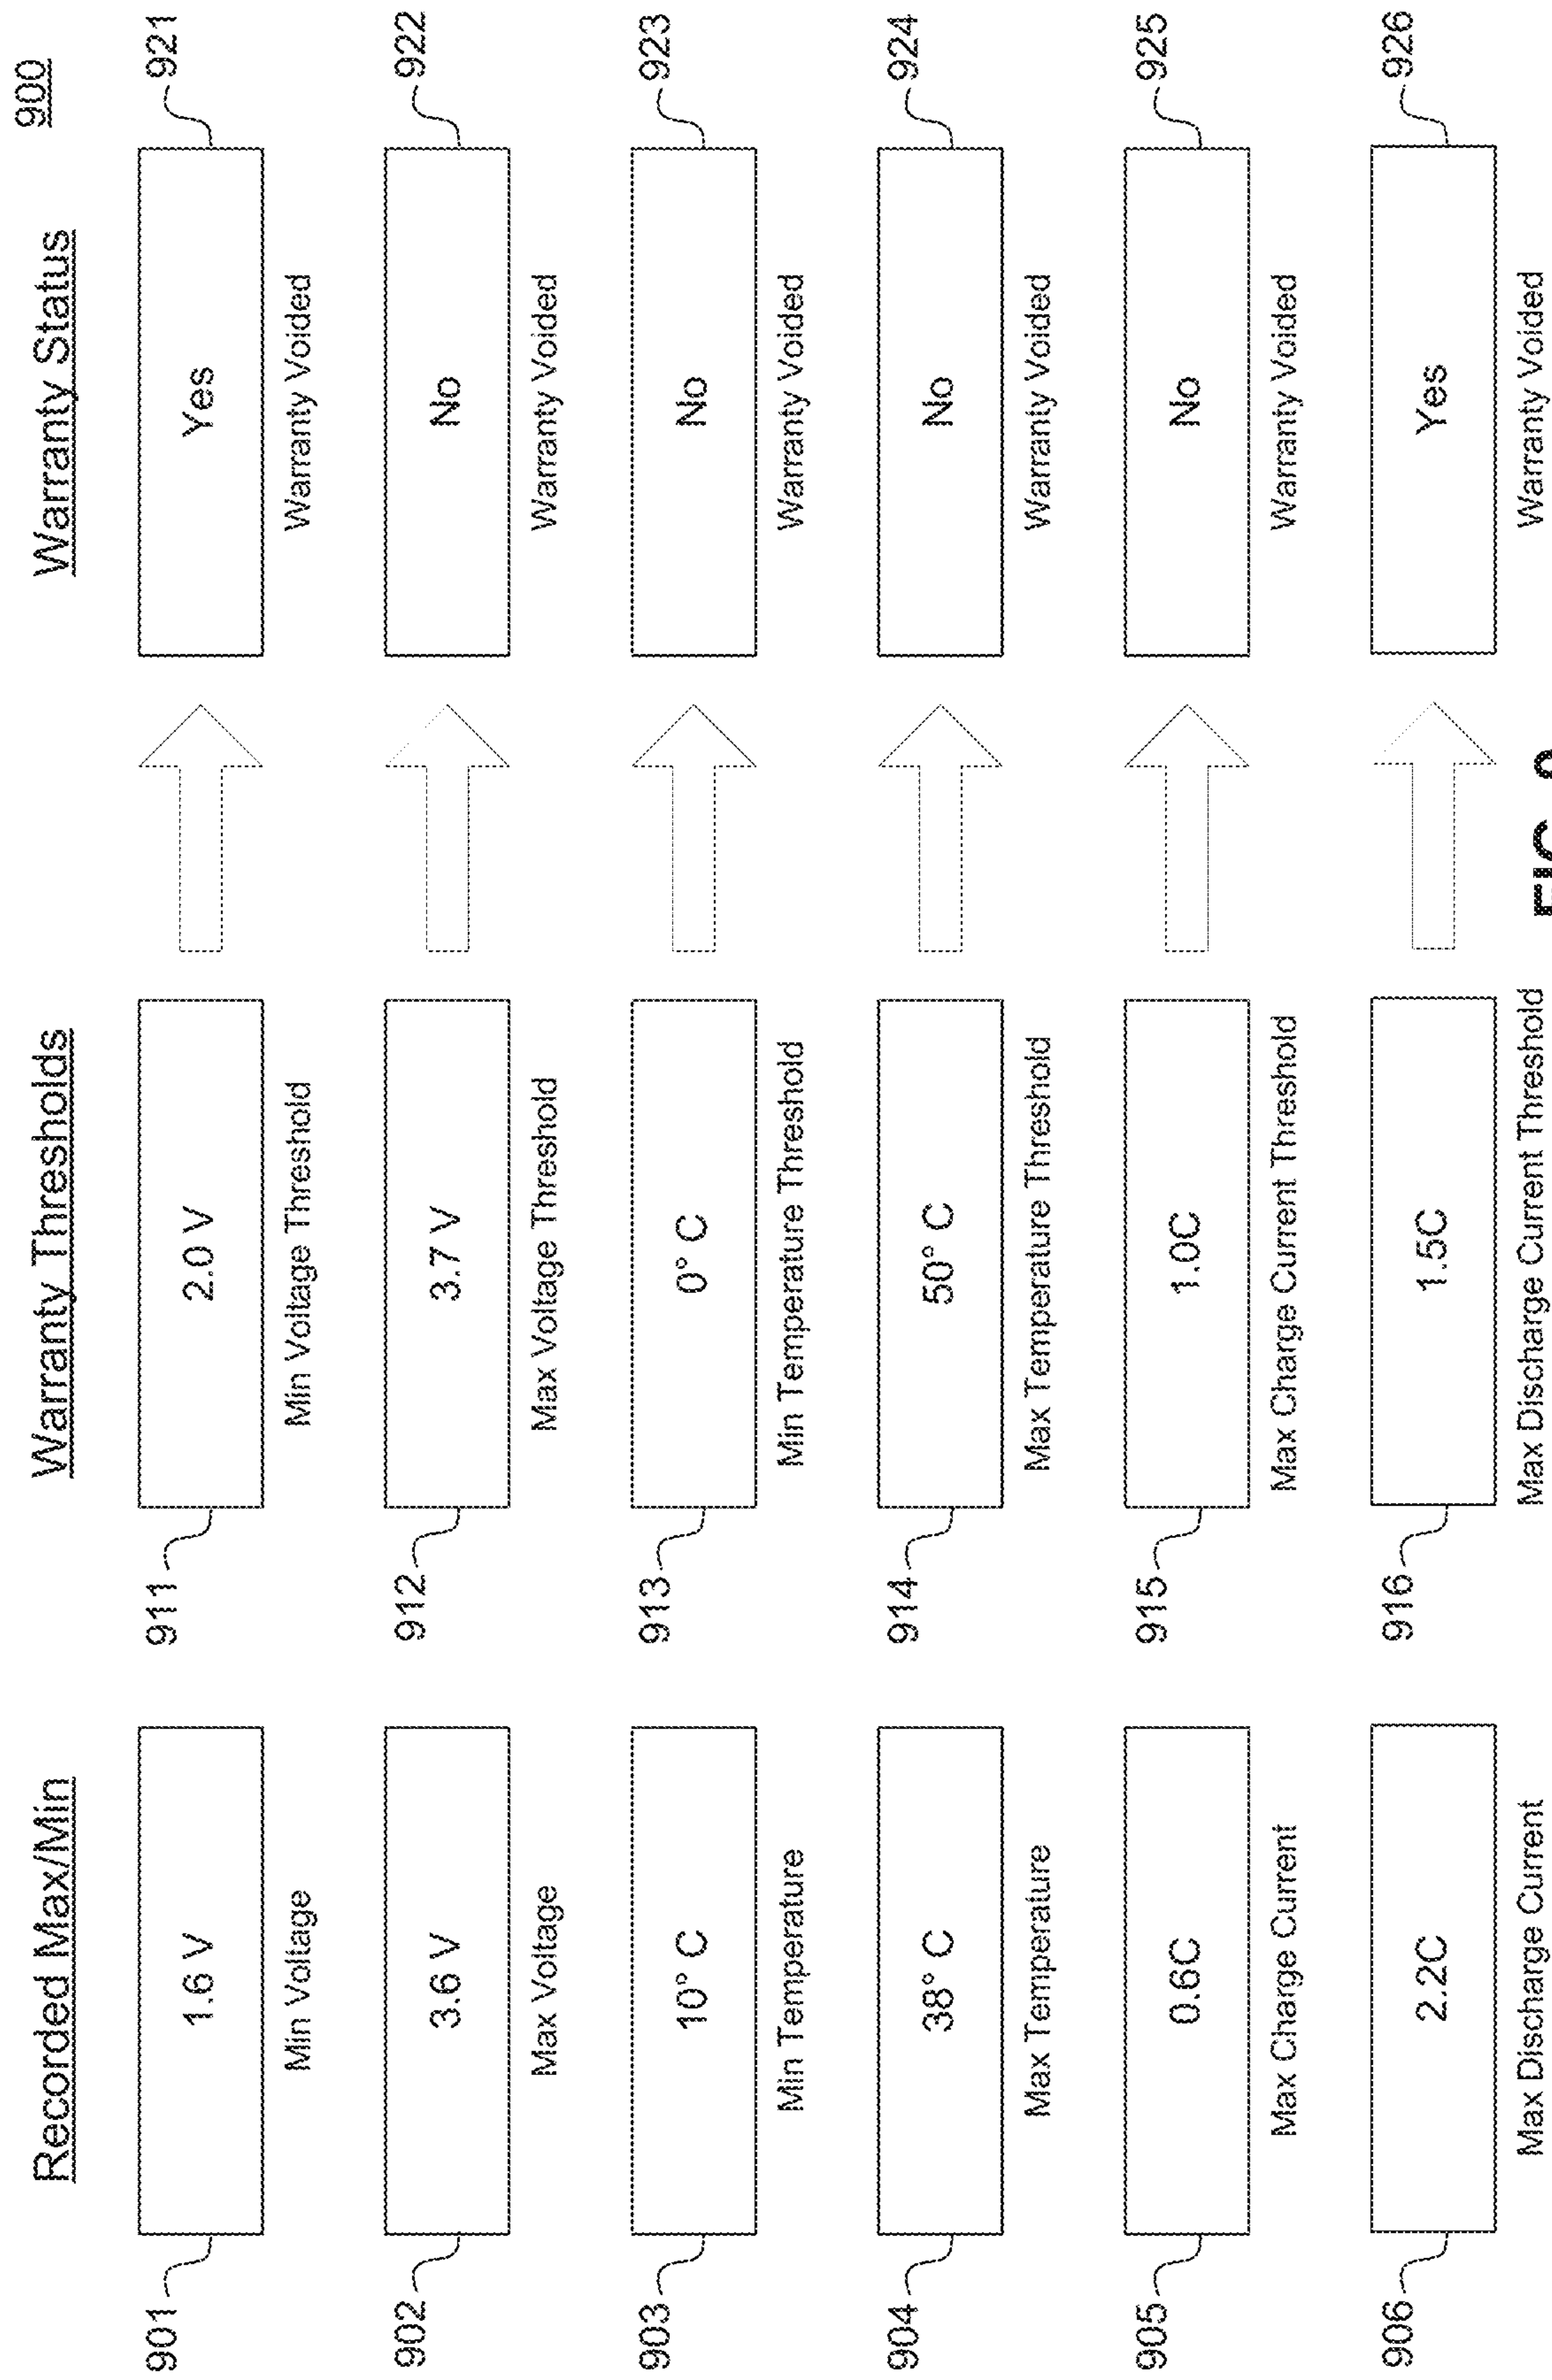 900
Recorded Max/Min Warranty Thresholds Warranty Status
901 1.6 V 911 2.0 V Yes 921
Min Voltage Min Voltage Threshold Warranty Voided
902 3.6 V 912 3.7 V No 922
Max Voltage Max Voltage Threshold Warranty Voided
903 10° C 913 0° C No 923
Min Temperature Min Temperature Threshold Warranty Voided
904 38° C 914 50° C No 924
Max Temperature Max Temperature Threshold Warranty Voided
905 0.6C 915 1.0C No 925
Max Charge Current Max Charge Current Threshold Warranty Voided
906 2.2C 916 1.5C Yes 926
Max Discharge Current Max Discharge Current Threshold Warranty Voided